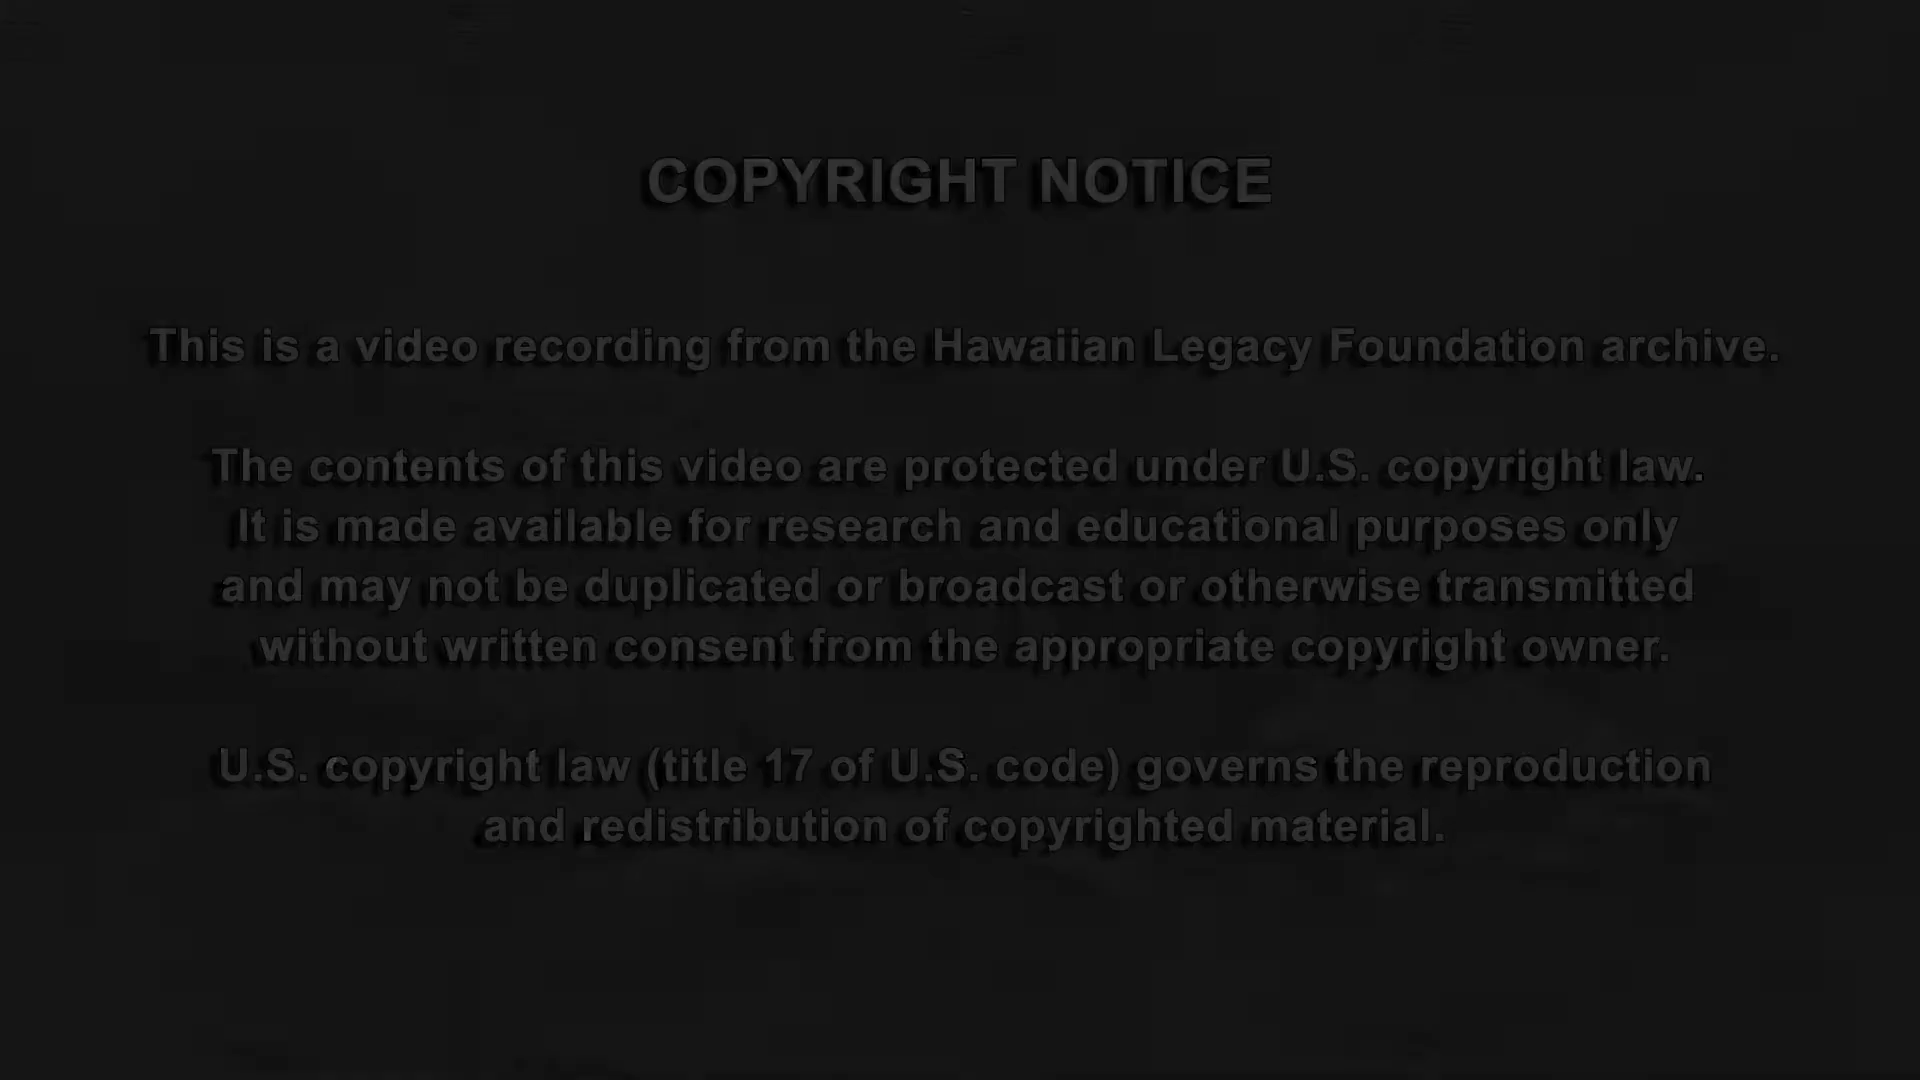 COPYRIGHT NOTICE
This is a video recording from the Hawaiian Legacy Foundation archive.
The contents of this video are protected under U.S. copyright law.
It is made available for research and educational purposes only
and may not be duplicated or broadcast or otherwise transmitted
without written consent from the appropriate copyright owner.
U.S. copyright law (title 17 of U.S. code) governs the reproduction
and redistribution of copyrighted material.